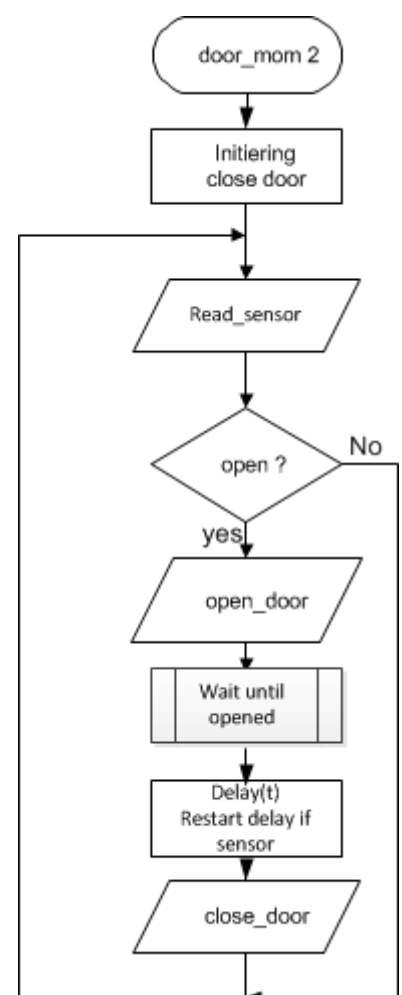 door_mom 2
Initiering
close door
Read_sensor
open ?
No
yes
open_door
Wait until
opened
Delay(t)
Restart delay if
sensor
close_door